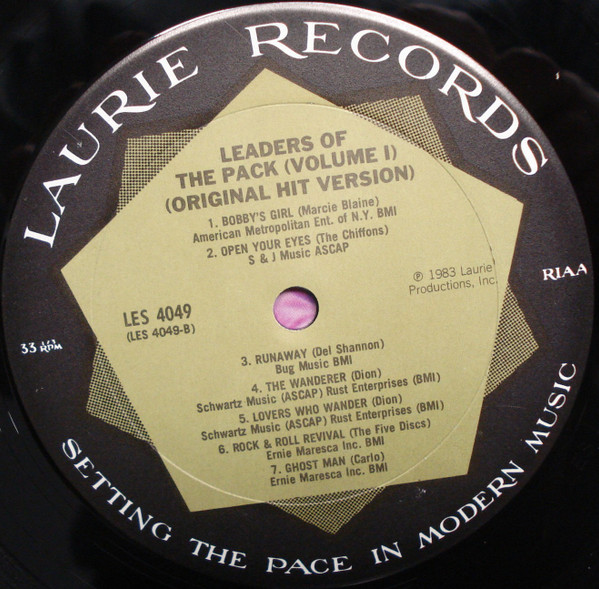 LAURIE RECORDS
LEADERS OF
THE PACK (VOLUME I)
(ORIGINAL HIT VERSION)
1. BOBBY'S GIRL (Marcie Blaine)
American Metropolitan Ent. of N.Y. BMI
2. OPEN YOUR EYES (The Chiffons)
S & J Music ASCAP
℗ 1983 Laurie
Productions, Inc.
RIAA
LES 4049
(LES 4049-B)
33 1/3
RPM
3. RUNAWAY (Del Shannon)
Bug Music BMI
4. THE WANDERER (Dion)
Schwartz Music (ASCAP) Rust Enterprises (BMI)
5. LOVERS WHO WANDER (Dion)
Schwartz Music (ASCAP) Rust Enterprises (BMI)
6. ROCK & ROLL REVIVAL (The Five Discs)
Ernie Maresca Inc. BMI
7. GHOST MAN (Carlo)
Ernie Maresca Inc. BMI
SETTING THE PACE IN MODERN MUSIC